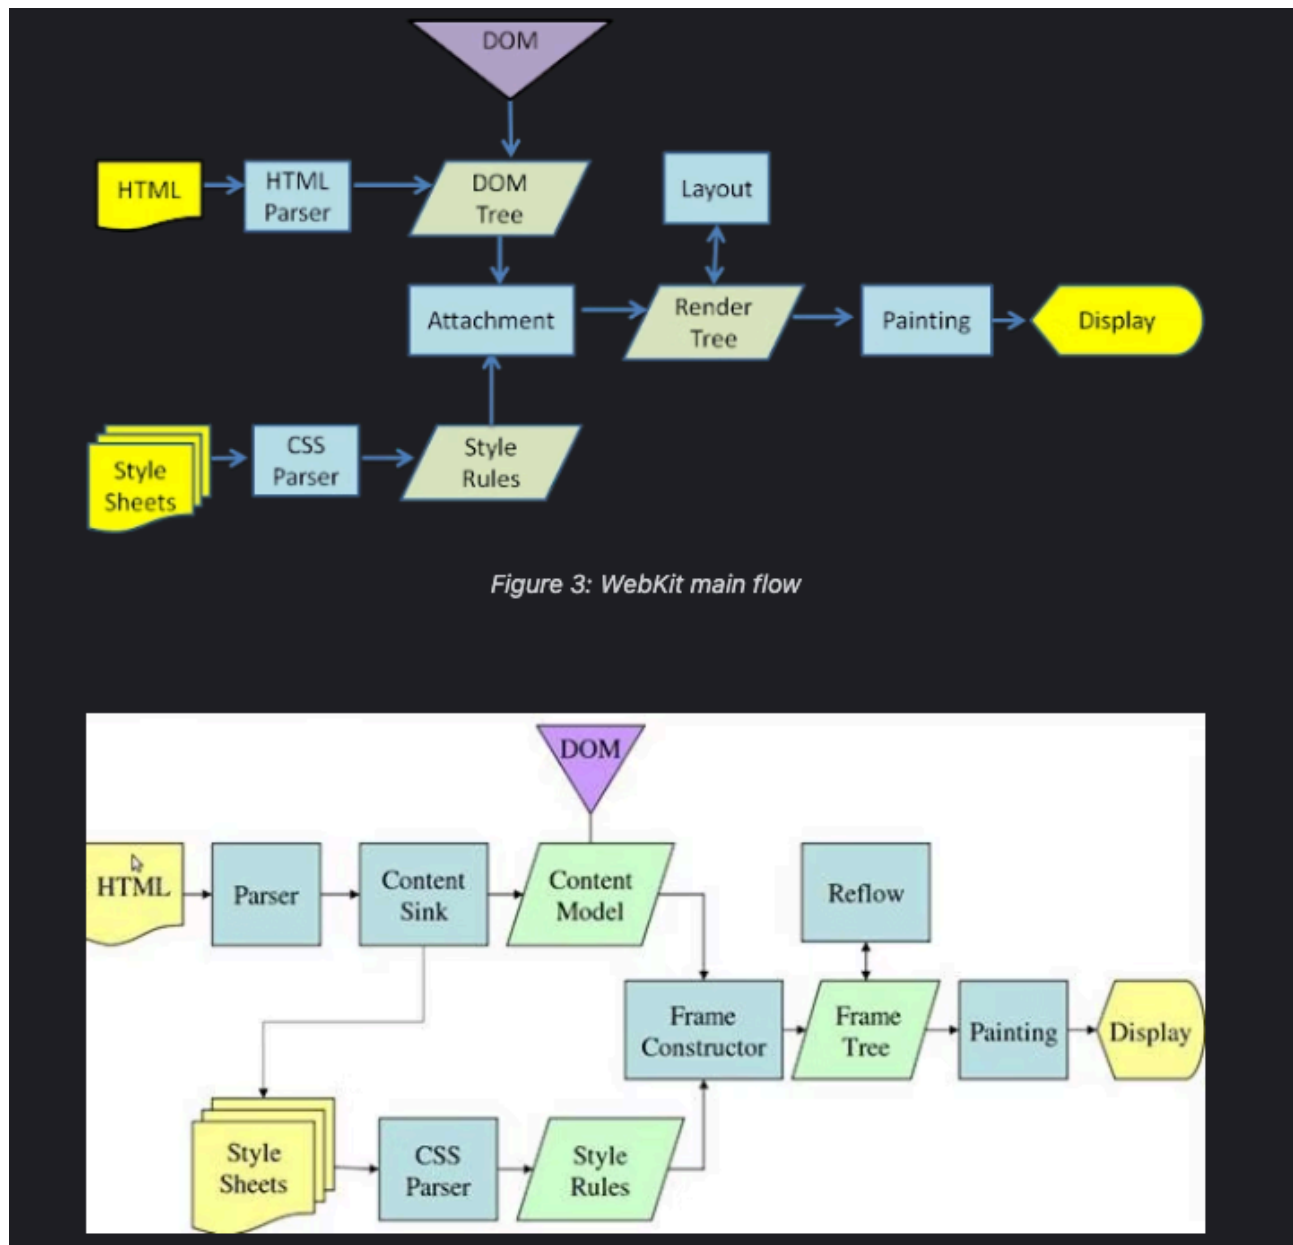 DOM
HTML
HTML
Parser
DOM
Tree
Layout
Attachment
Render
Tree
Painting
Display
Style
Sheets
CSS
Parser
Style
Rules
Figure 3: WebKit main flow
DOM
HTML
Parser
Content
Sink
Content
Model
Reflow
Frame
Constructor
Frame
Tree
Painting
Display
Style
Sheets
CSS
Parser
Style
Rules